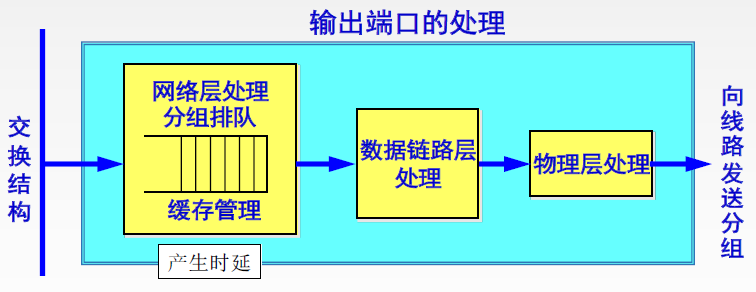 输出端口的处理
交换结构
网络层处理
分组排队
缓存管理
产生时延
数据链路层
处理
物理层处理
向线路发送分组